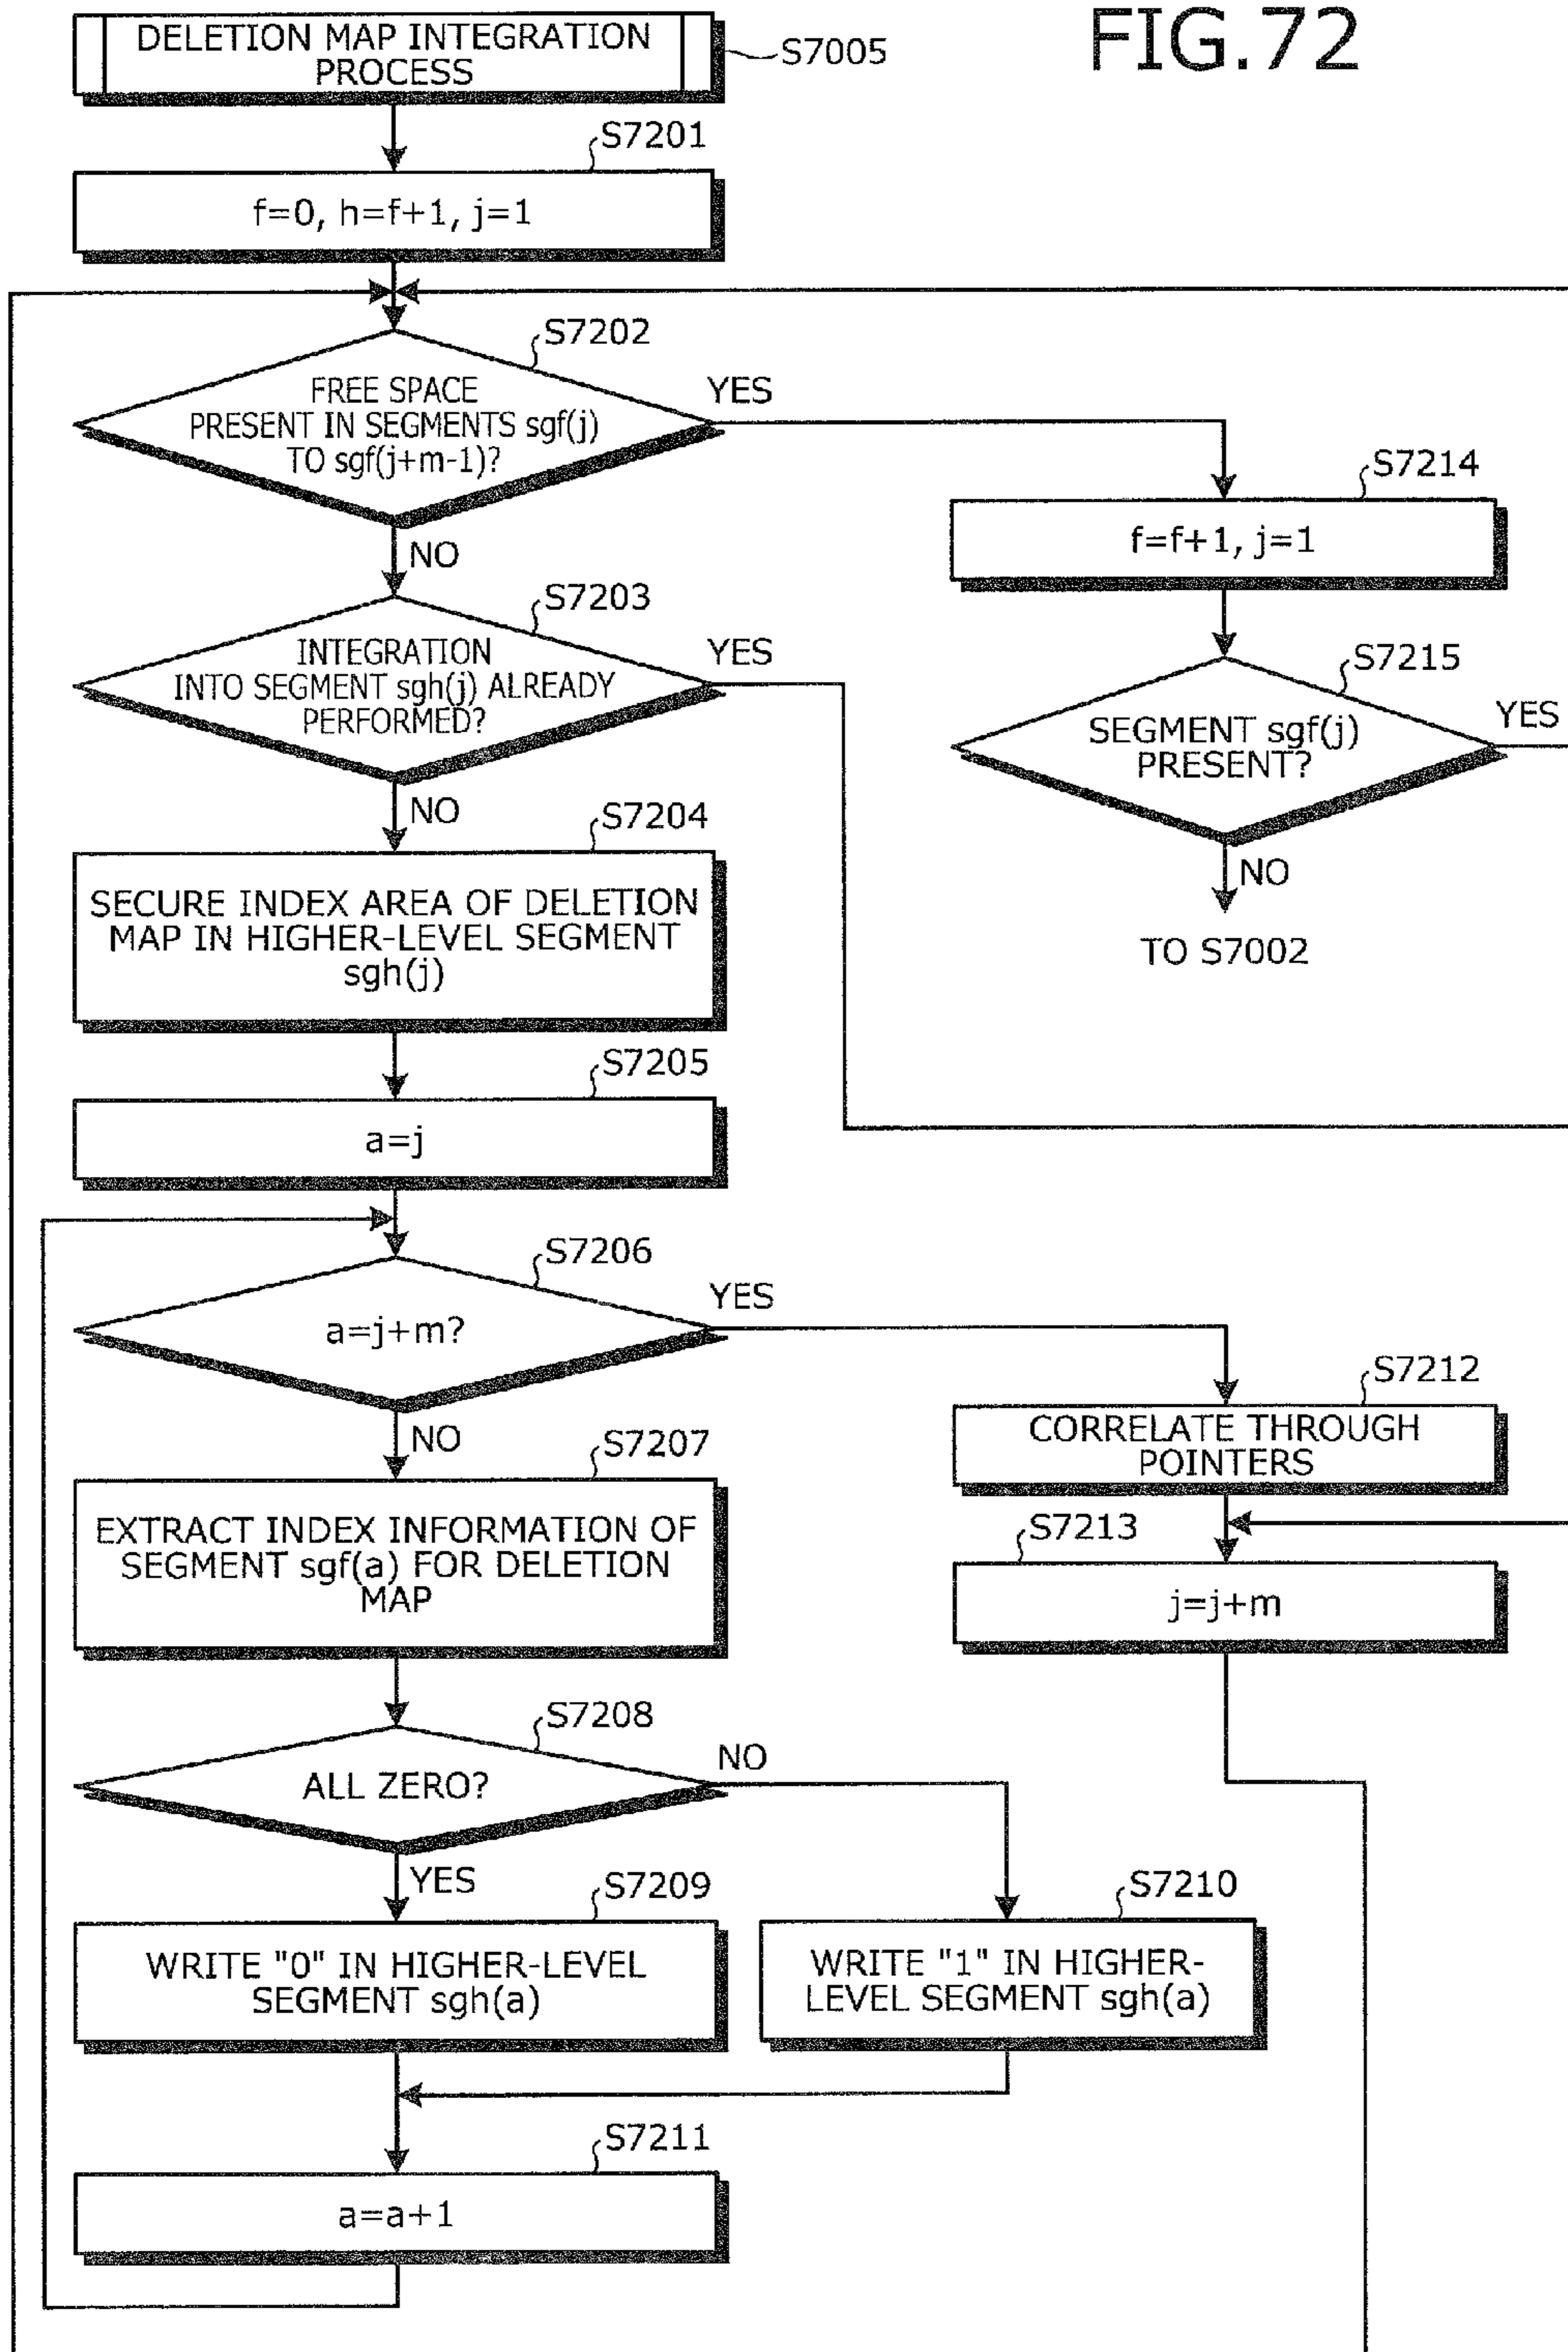 FIG.72
DELETION MAP INTEGRATION
PROCESS
S7005
S7201
f=0, h=f+1, j=1
S7202
FREE SPACE
PRESENT IN SEGMENTS sgf(j)
TO sgf(j+m-1)?
YES
NO
S7214
f=f+1, j=1
S7203
INTEGRATION
INTO SEGMENT sgh(j) ALREADY
PERFORMED?
YES
NO
S7215
SEGMENT sgf(j)
PRESENT?
YES
NO
TO S7002
S7204
SECURE INDEX AREA OF DELETION
MAP IN HIGHER-LEVEL SEGMENT
sgh(j)
S7205
a=j
S7206
a=j+m?
YES
NO
S7212
CORRELATE THROUGH
POINTERS
S7213
j=j+m
S7207
EXTRACT INDEX INFORMATION OF
SEGMENT sgf(a) FOR DELETION
MAP
S7208
ALL ZERO?
NO
YES
S7209
WRITE "0" IN HIGHER-LEVEL
SEGMENT sgh(a)
S7210
WRITE "1" IN HIGHER-
LEVEL SEGMENT sgh(a)
S7211
a=a+1